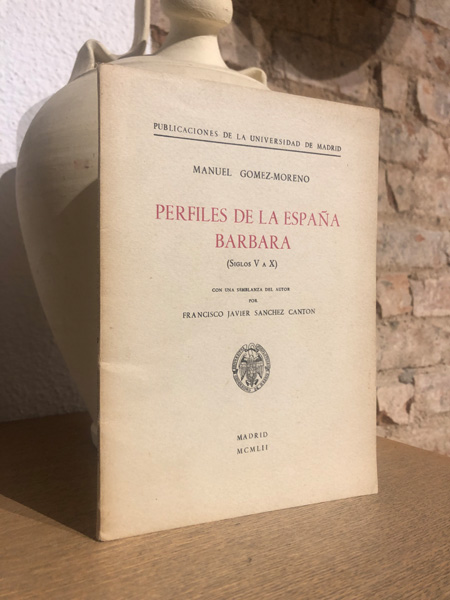 PUBLICACIONES DE LA UNIVERSIDAD DE MADRID
MANUEL GOMEZ-MORENO
PERFILES DE LA ESPAÑA
BARBARA
(SIGLOS V A X)
CON UNA SEMBLANZA DEL AUTOR
POR
FRANCISCO JAVIER SANCHEZ CANTON
MADRID
MCMLII